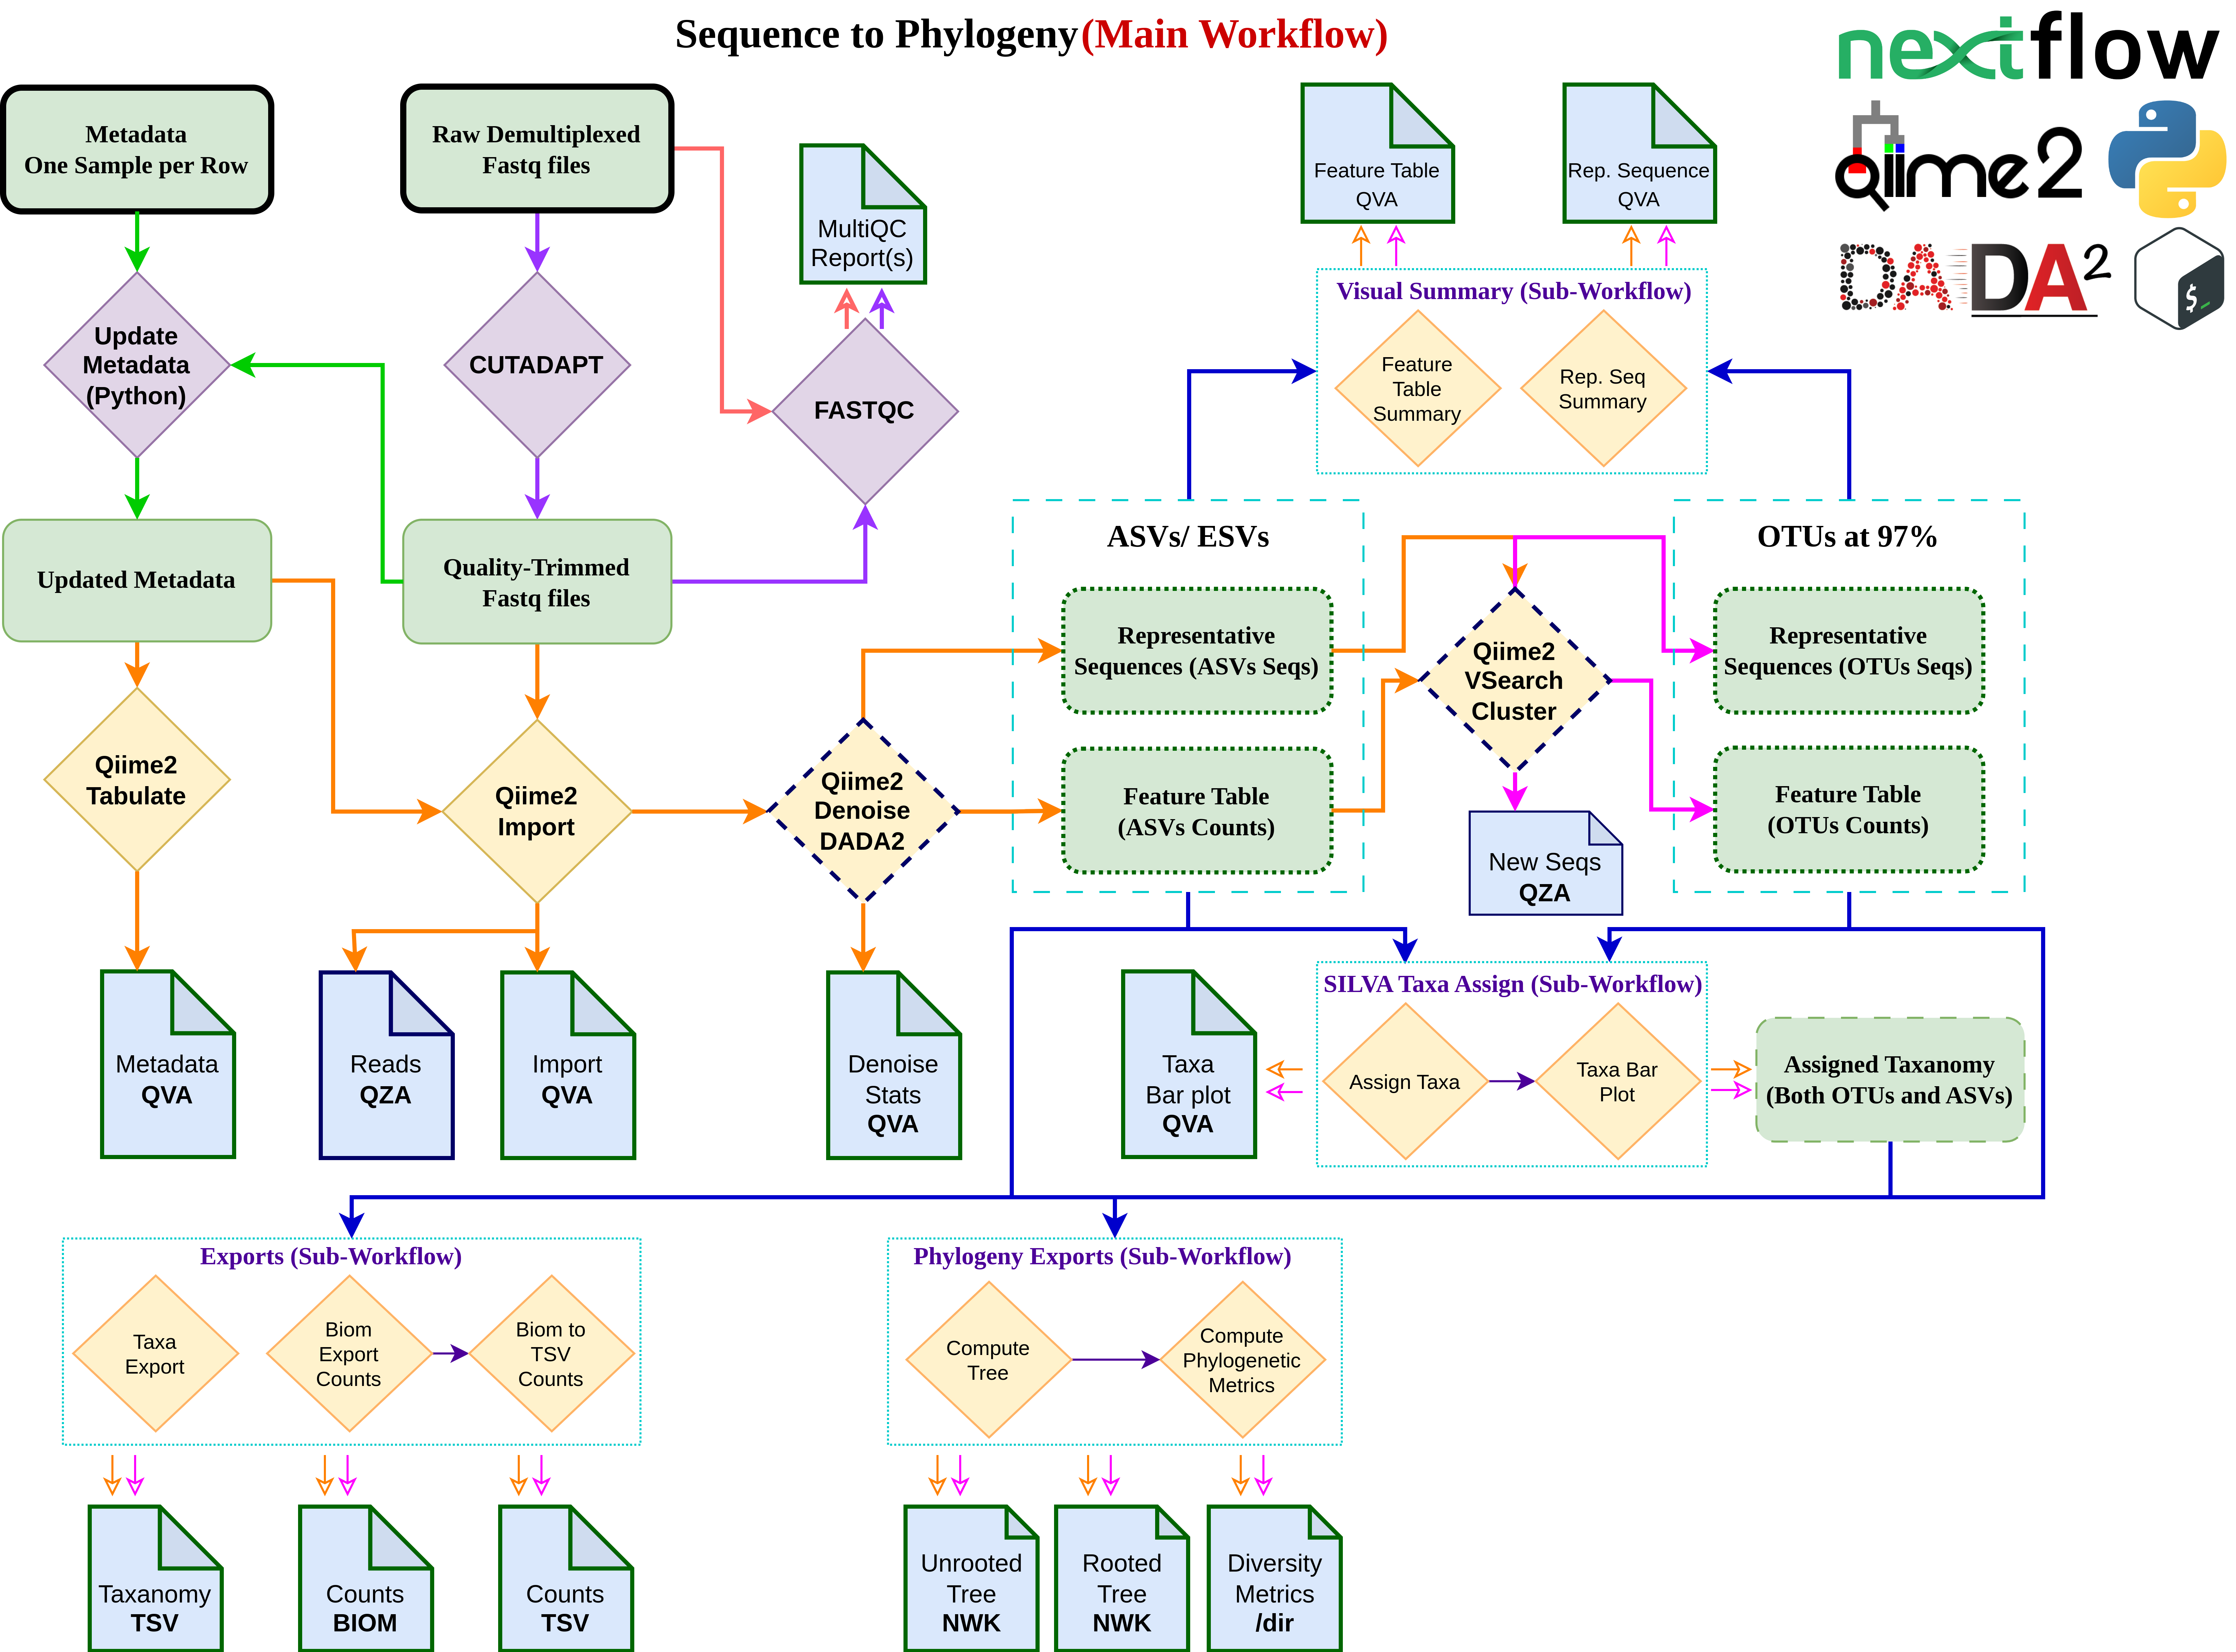 Sequence to Phylogeny (Main Workflow)
nextflow
Qiime2
DADA2
$_
Metadata
One Sample per Row
Raw Demultiplexed
Fastq files
MultiQC
Report(s)
Feature Table
QVA
Rep. Sequence
QVA
Update
Metadata
(Python)
CUTADAPT
FASTQC
Visual Summary (Sub-Workflow)
Feature
Table
Summary
Rep. Seq
Summary
Updated Metadata
Quality-Trimmed
Fastq files
ASVs/ ESVs
OTUs at 97%
Representative
Sequences (ASVs Seqs)
Qiime2
VSearch
Cluster
Representative
Sequences (OTUs Seqs)
Qiime2
Tabulate
Qiime2
Import
Qiime2
Denoise
DADA2
Feature Table
(ASVs Counts)
Feature Table
(OTUs Counts)
New Seqs
QZA
Metadata
QVA
Reads
QZA
Import
QVA
Denoise
Stats
QVA
Taxa
Bar plot
QVA
SILVA Taxa Assign (Sub-Workflow)
Assign Taxa
Taxa Bar
Plot
Assigned Taxanomy
(Both OTUs and ASVs)
Exports (Sub-Workflow)
Taxa
Export
Biom
Export
Counts
Biom to
TSV
Counts
Phylogeny Exports (Sub-Workflow)
Compute
Tree
Compute
Phylogenetic
Metrics
Taxanomy
TSV
Counts
BIOM
Counts
TSV
Unrooted
Tree
NWK
Rooted
Tree
NWK
Diversity
Metrics
/dir